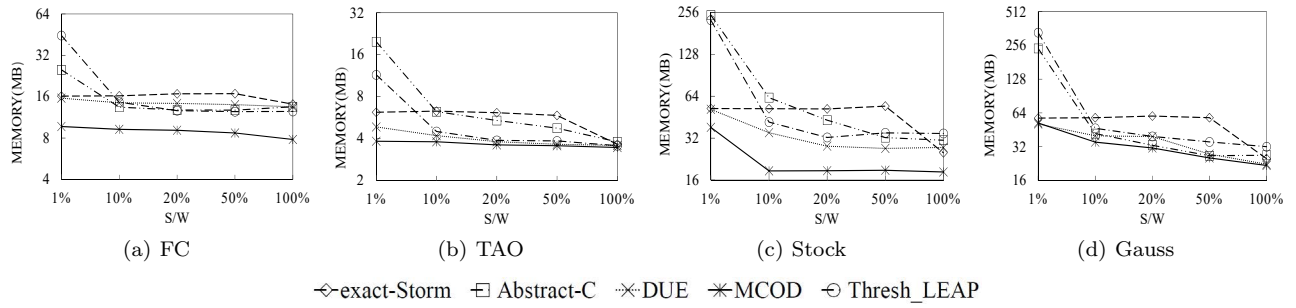 MEMORY(MB)
64
32
16
8
4
1% 10% 20% 50% 100%
S/W
(a) FC
MEMORY(MB)
32
16
8
4
2
1% 10% 20% 50% 100%
S/W
(b) TAO
MEMORY(MB)
256
128
64
32
16
1% 10% 20% 50% 100%
S/W
(c) Stock
MEMORY(MB)
512
256
128
64
32
16
1% 10% 20% 50% 100%
S/W
(d) Gauss
exact-Storm Abstract-C DUE MCOD Thresh_LEAP